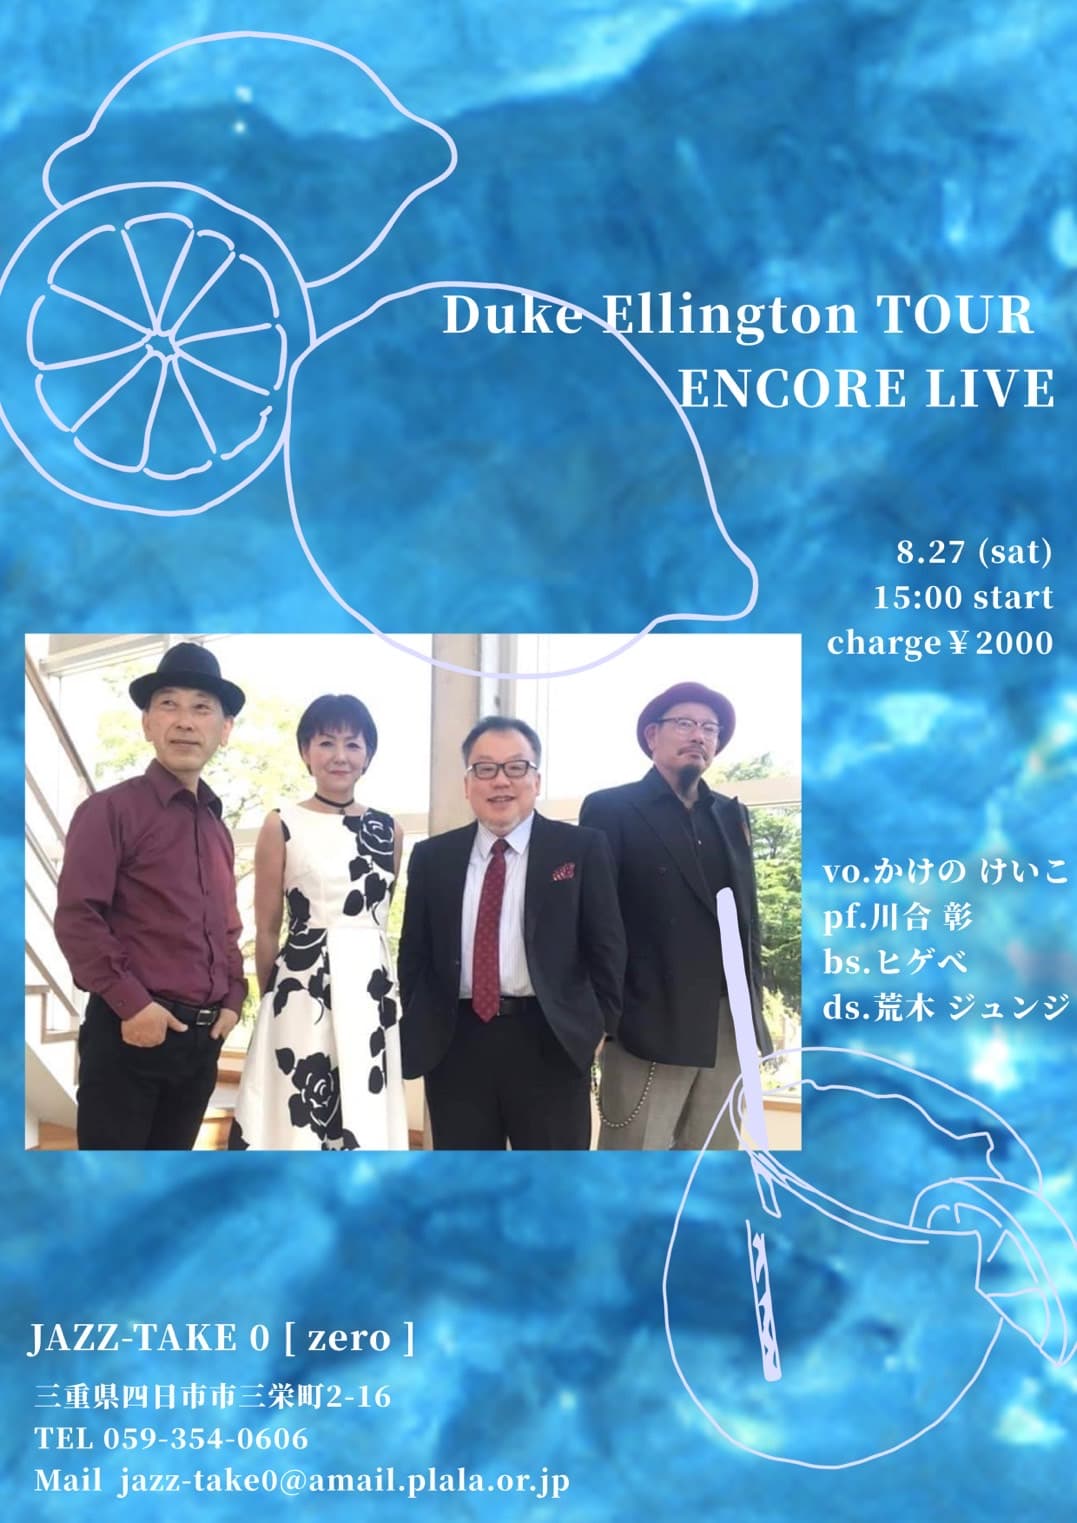 Duke Ellington TOUR
ENCORE LIVE
8.27 (sat)
15:00 start
charge¥2000
vo.かけの けいこ
pf.川合 彰
bs.ヒゲベ
ds.荒木 ジュンジ
JAZZ-TAKE 0 [ zero ]
三重県四日市市三栄町2-16
TEL 059-354-0606
Mail jazz-take0@amail.plala.or.jp